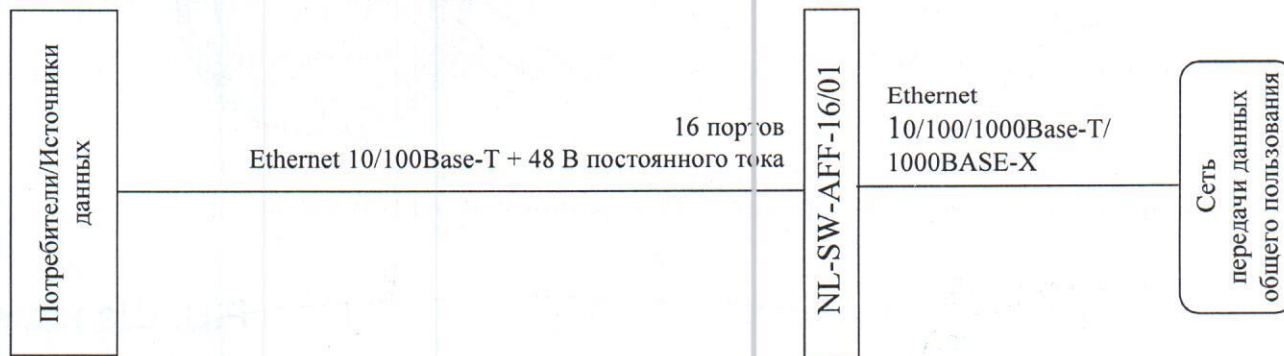 Потребители/Источники
данных
16 портов
Ethernet 10/100Base-T + 48 В постоянного тока
NL-SW-AFF-16/01
Ethernet
10/100/1000Base-T/
1000BASE-X
Сеть
передачи данных
общего пользования